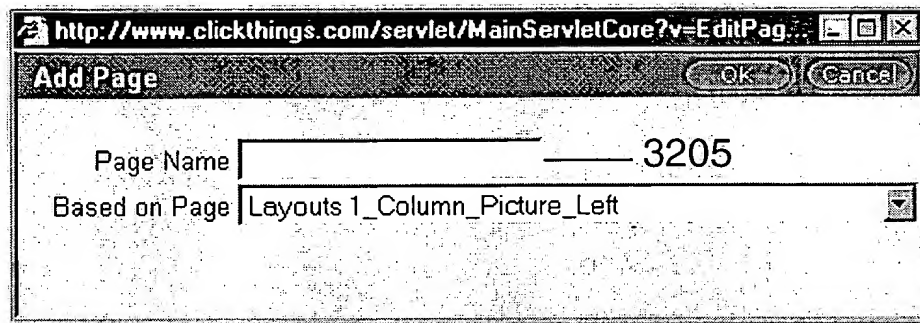 http://www.clickthings.com/servlet/MainServletCore?v=EditPag...
Add Page OK Cancel
Page Name 3205
Based on Page Layouts 1_Column_Picture_Left